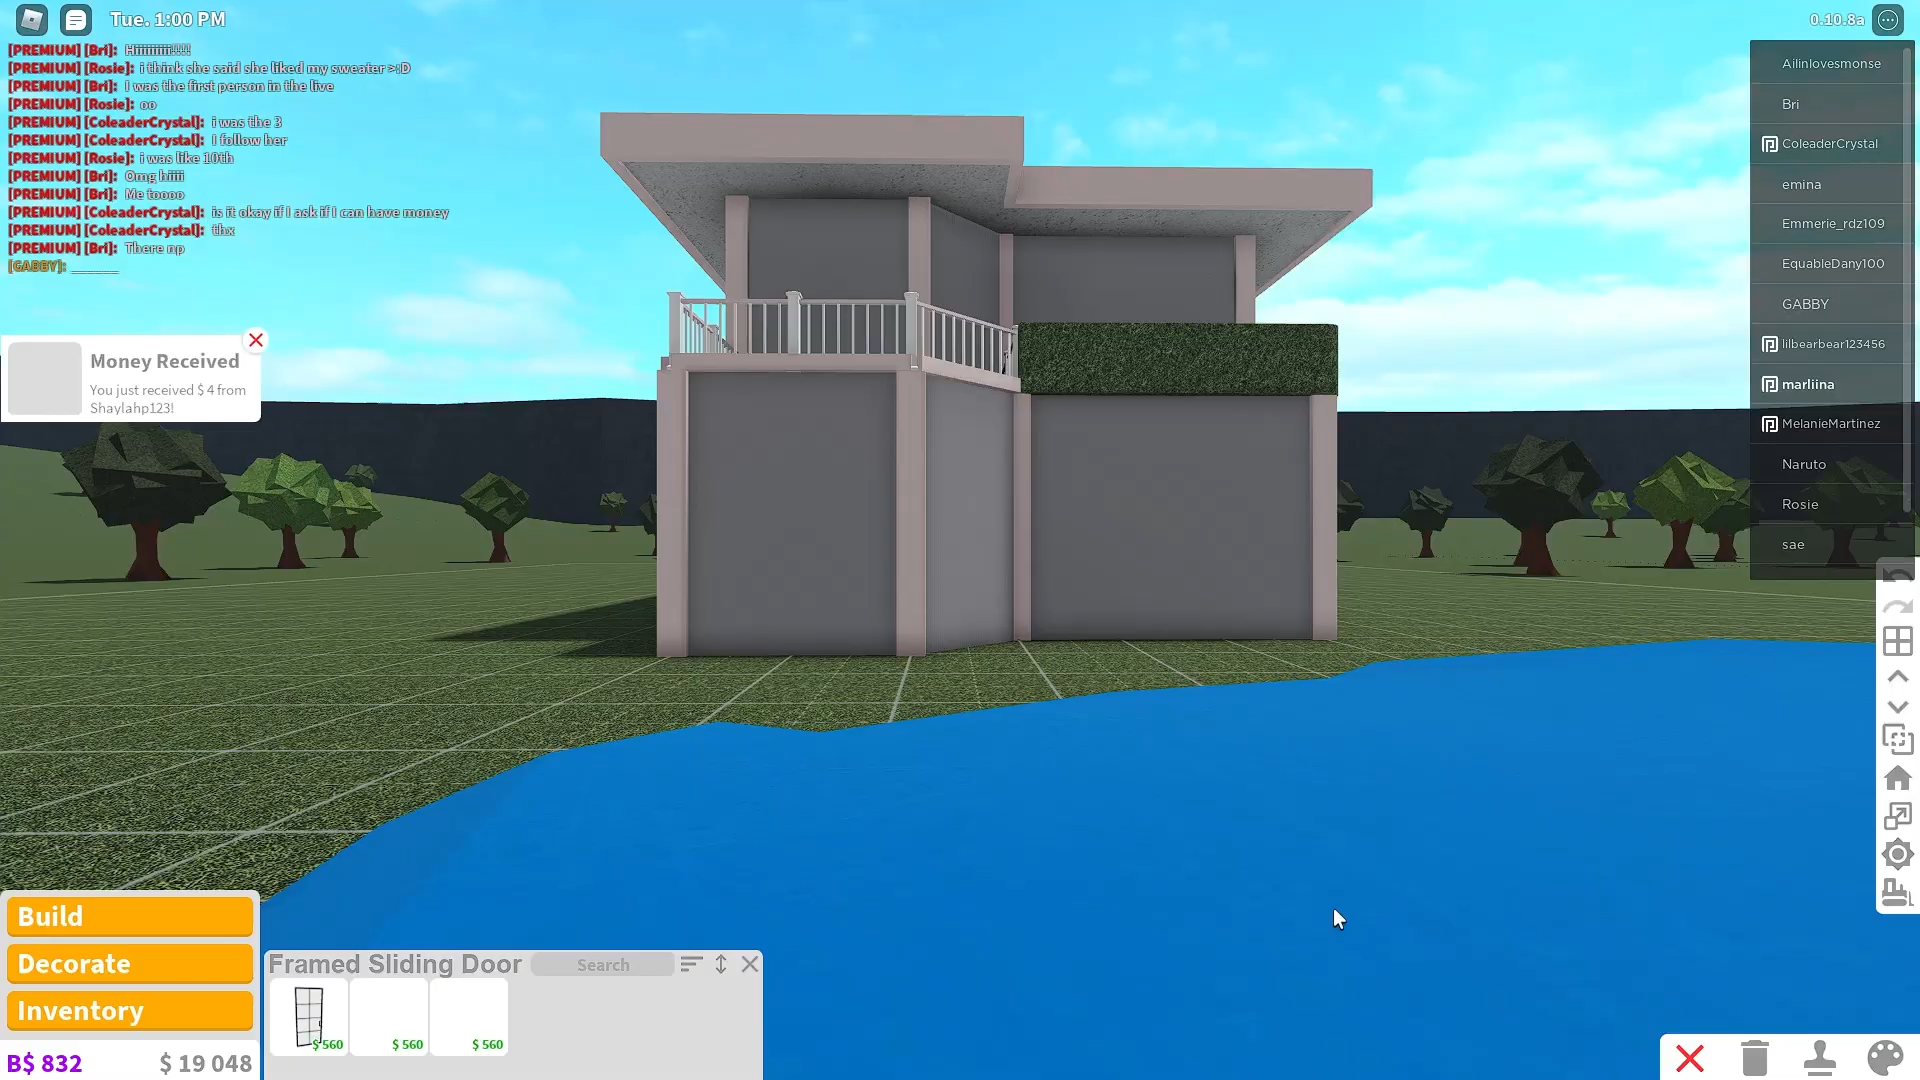 Tue. 1:00 PM
0.10.8a
[PREMIUM] [Bri]: Hiiiiiiiiii!!!!
[PREMIUM] [Rosie]: i think she said she liked my sweater >:D
[PREMIUM] [Bri]: I was the first person in the live
[PREMIUM] [Rosie]: oo
[PREMIUM] [ColeaderCrystal]: i was the 3
[PREMIUM] [ColeaderCrystal]: I follow her
[PREMIUM] [Rosie]: i was like 10th
[PREMIUM] [Bri]: Omg hiiii
[PREMIUM] [Bri]: Me toooo
[PREMIUM] [ColeaderCrystal]: is it okay if I ask if I can have money
[PREMIUM] [ColeaderCrystal]: thx
[PREMIUM] [Bri]: There np
[GABBY]: ______
Money Received
You just received $ 4 from
Shaylahp123!
Ailinlovesmonse
Bri
ColeaderCrystal
emina
Emmerie_rdz109
EquableDany100
GABBY
lilbearbear123456
marliina
MelanieMartinez
Naruto
Rosie
sae
Build
Decorate
Inventory
B$ 832
$ 19 048
Framed Sliding Door
Search
$ 560
$ 560
$ 560